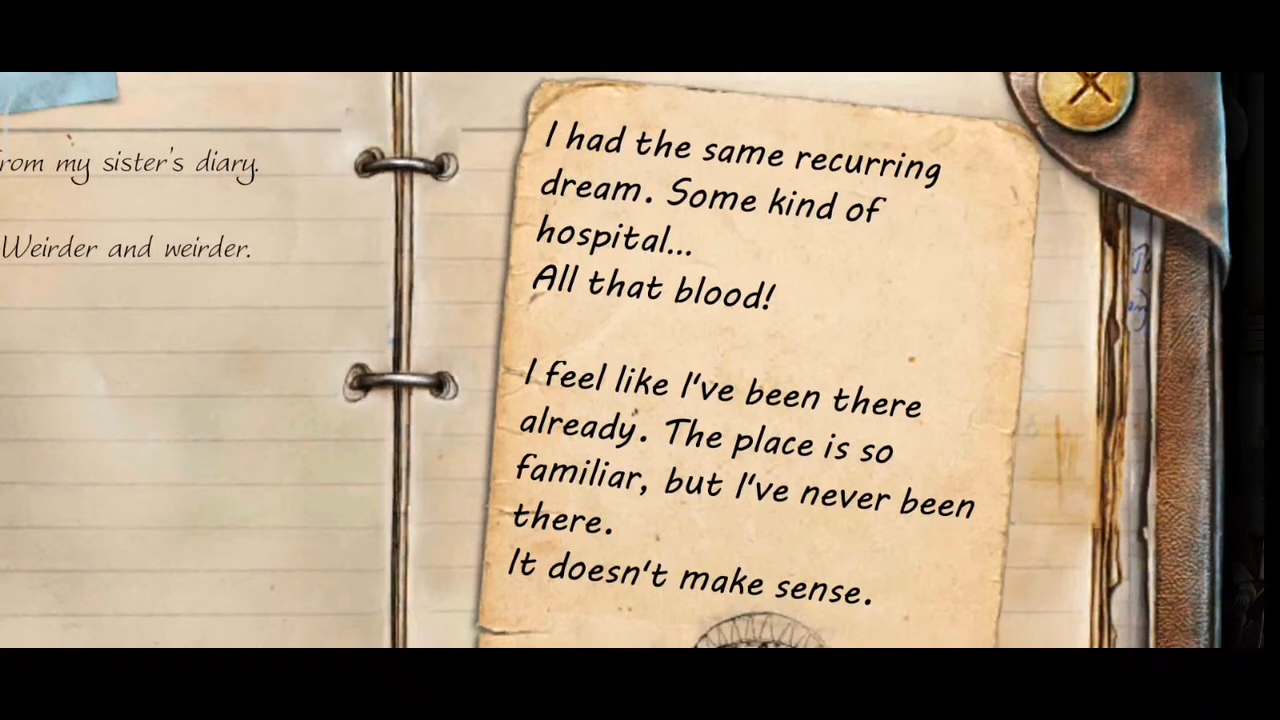 from my sister's diary.
Weirder and weirder.
I had the same recurring
dream. Some kind of
hospital...
All that blood!
I feel like I've been there
already. The place is so
familiar, but I've never been
there.
It doesn't make sense.